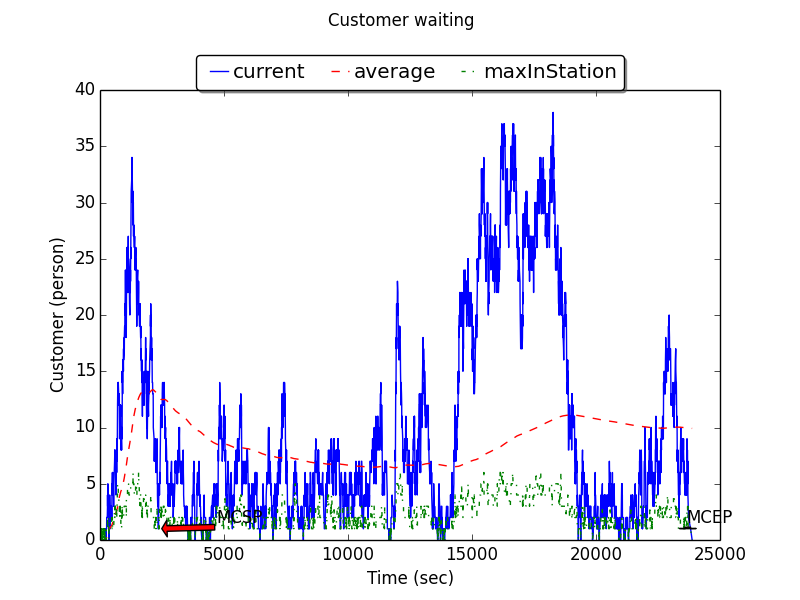 Customer waiting
current average maxInStation
40
35
30
25
20
15
10
5
0
Customer (person)
MCSP
MCEP
0 5000 10000 15000 20000 25000
Time (sec)